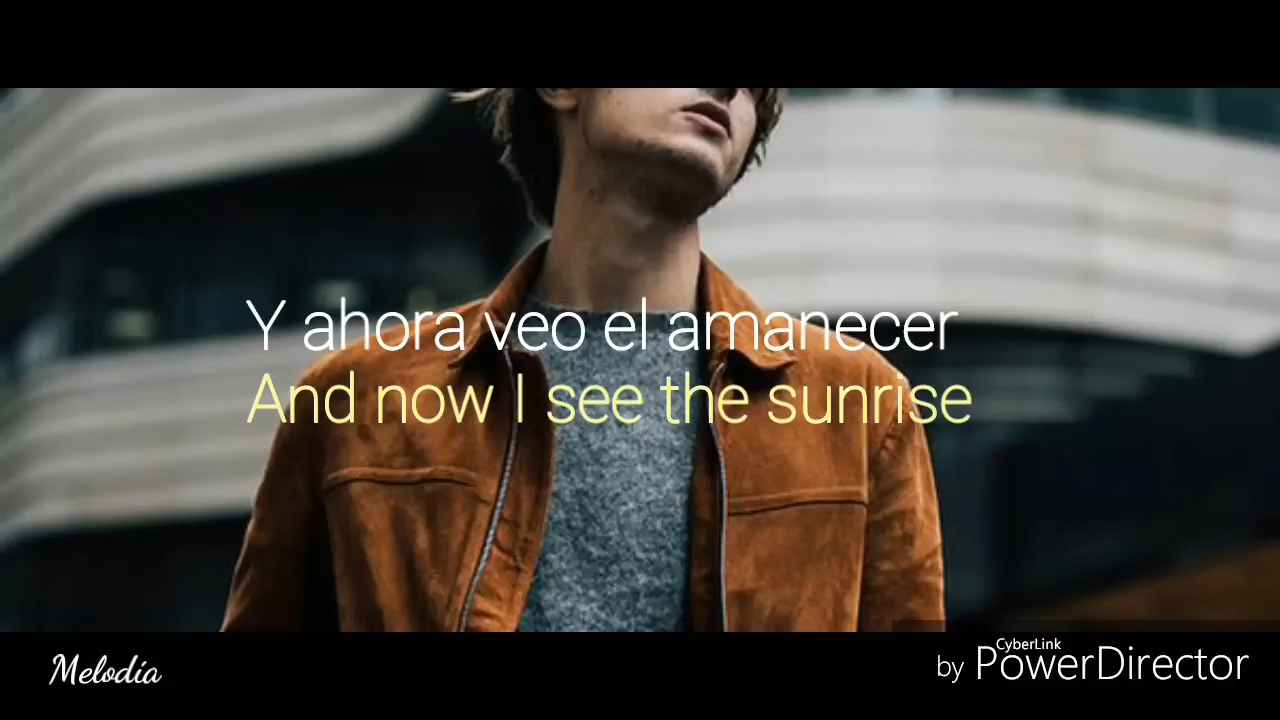 Y ahora veo el amanecer
And now I see the sunrise
Melodía
by CyberLink PowerDirector